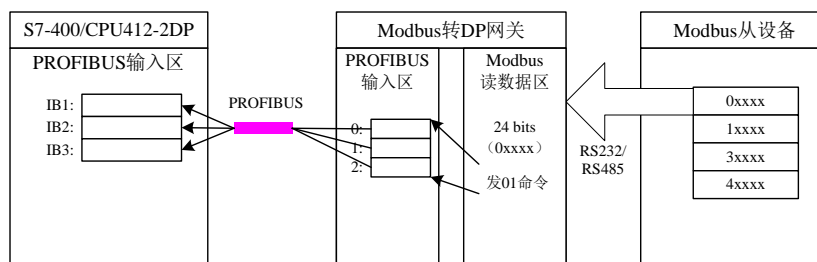 S7-400/CPU412-2DP
PROFIBUS输入区
IB1:
IB2:
IB3:
PROFIBUS
Modbus转DP网关
PROFIBUS
输入区
0:
1:
2:
Modbus
读数据区
24 bits
（0xxxx）
发01命令
RS232/
RS485
Modbus从设备
0xxxx
1xxxx
3xxxx
4xxxx